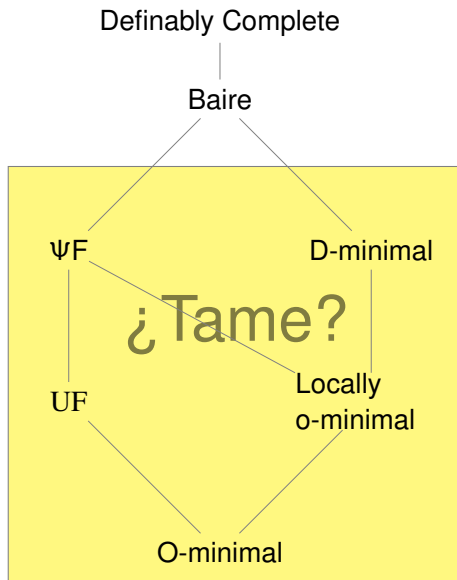 Definably Complete
Baire
ΨF
D-minimal
¿Tame?
UF
Locally
o-minimal
O-minimal